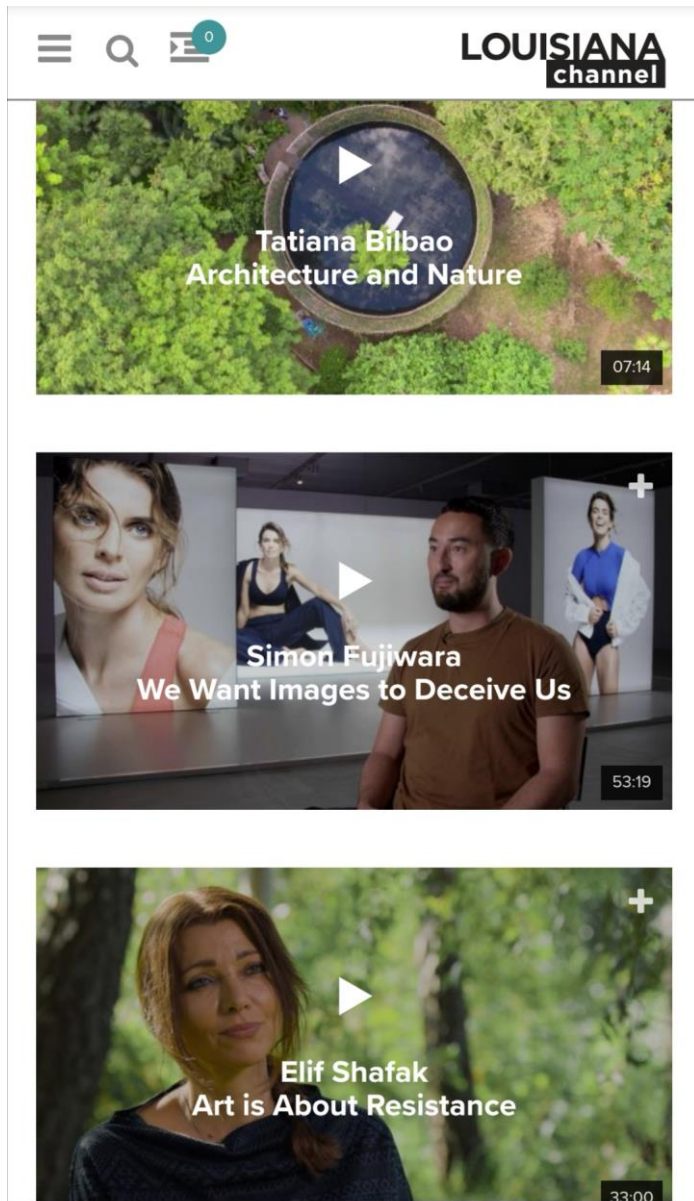 0
LOUISIANA
channel
Tatiana Bilbao
Architecture and Nature
07:14
Simon Fujiwara
We Want Images to Deceive Us
53:19
Elif Shafak
Art is About Resistance
33:00